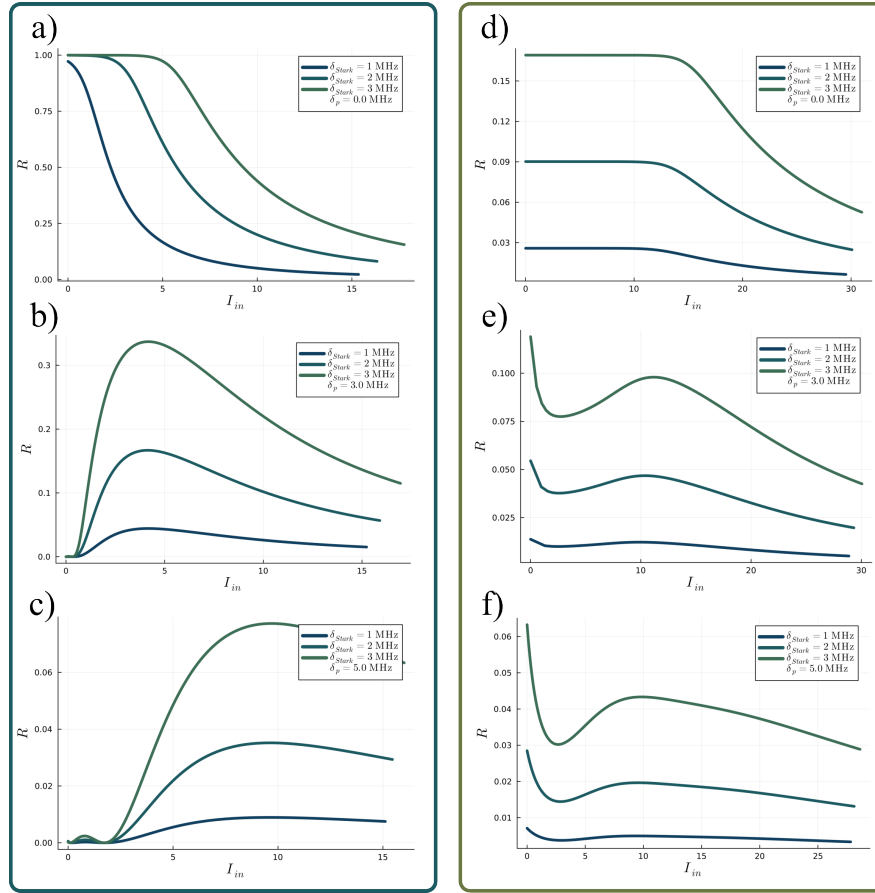 a)
1.00
0.75
0.50
0.25
0.00
R
0
5
10
15
I_in
δ_Stark = 1 MHz
δ_Stark = 2 MHz
δ_Stark = 3 MHz
δ_p = 0.0 MHz
b)
0.3
0.2
0.1
0.0
R
0
5
10
15
I_in
δ_Stark = 1 MHz
δ_Stark = 2 MHz
δ_Stark = 3 MHz
δ_p = 3.0 MHz
c)
0.06
0.04
0.02
0.00
R
0
5
10
15
I_in
δ_Stark = 1 MHz
δ_Stark = 2 MHz
δ_Stark = 3 MHz
δ_p = 5.0 MHz
d)
0.15
0.12
0.09
0.06
0.03
R
0
10
20
30
I_in
δ_Stark = 1 MHz
δ_Stark = 2 MHz
δ_Stark = 3 MHz
δ_p = 0.0 MHz
e)
0.100
0.075
0.050
0.025
R
0
10
20
30
I_in
δ_Stark = 1 MHz
δ_Stark = 2 MHz
δ_Stark = 3 MHz
δ_p = 3.0 MHz
f)
0.06
0.05
0.04
0.03
0.02
0.01
R
0
5
10
15
20
25
I_in
δ_Stark = 1 MHz
δ_Stark = 2 MHz
δ_Stark = 3 MHz
δ_p = 5.0 MHz